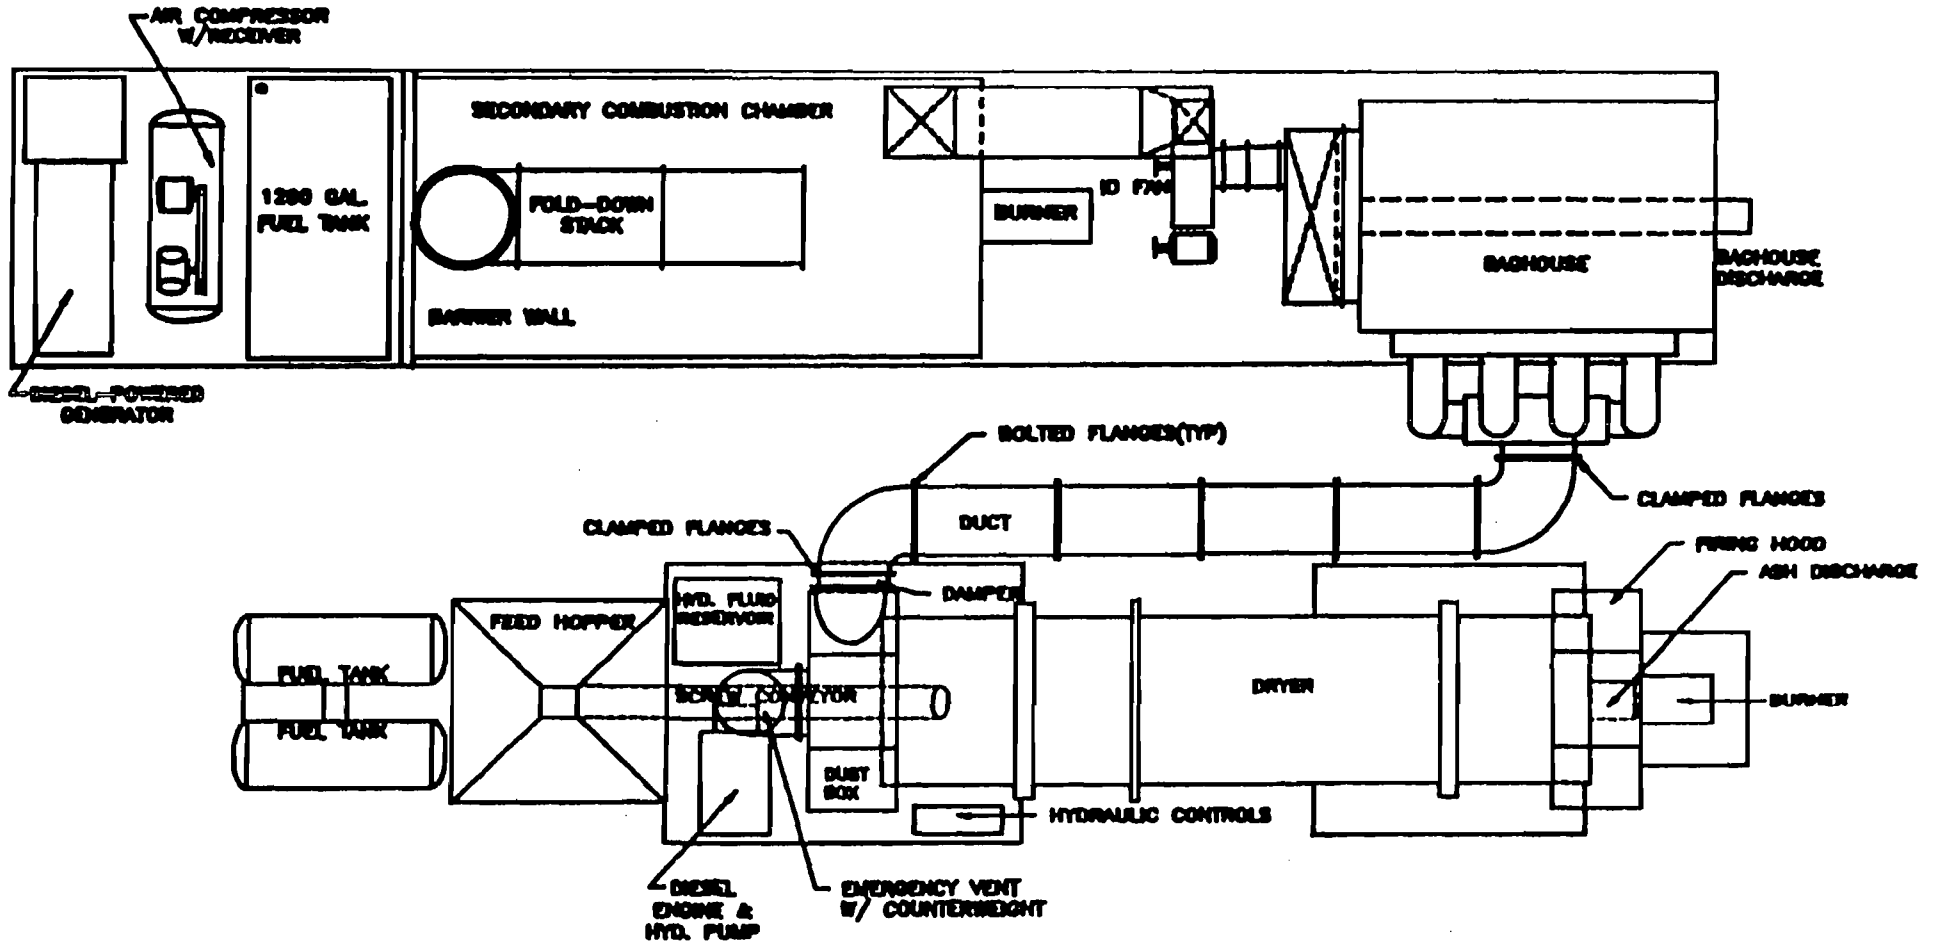 AIR COMPRESSOR
W/RECEIVER
SECONDARY COMBUSTION CHAMBER
1200 GAL.
FUEL TANK
FOLD-DOWN
STACK
BURNER
ID FAN
BAGHOUSE
BAGHOUSE
DISCHARGE
BARRIER WALL
DIESEL-POWERED
GENERATOR
BOLTED FLANGES(TYP)
CLAMPED FLANGES
DUCT
CLAMPED FLANGES
FIRING HOOD
ASH DISCHARGE
DAMPER
HYD. FLUID
RESERVOIR
FEED HOPPER
FUEL TANK
SCREW CONVEYOR
DRYER
BURNER
FUEL TANK
DUST
BOX
HYDRAULIC CONTROLS
DIESEL
ENGINE &
HYD. PUMP
EMERGENCY VENT
W/ COUNTERWEIGHT